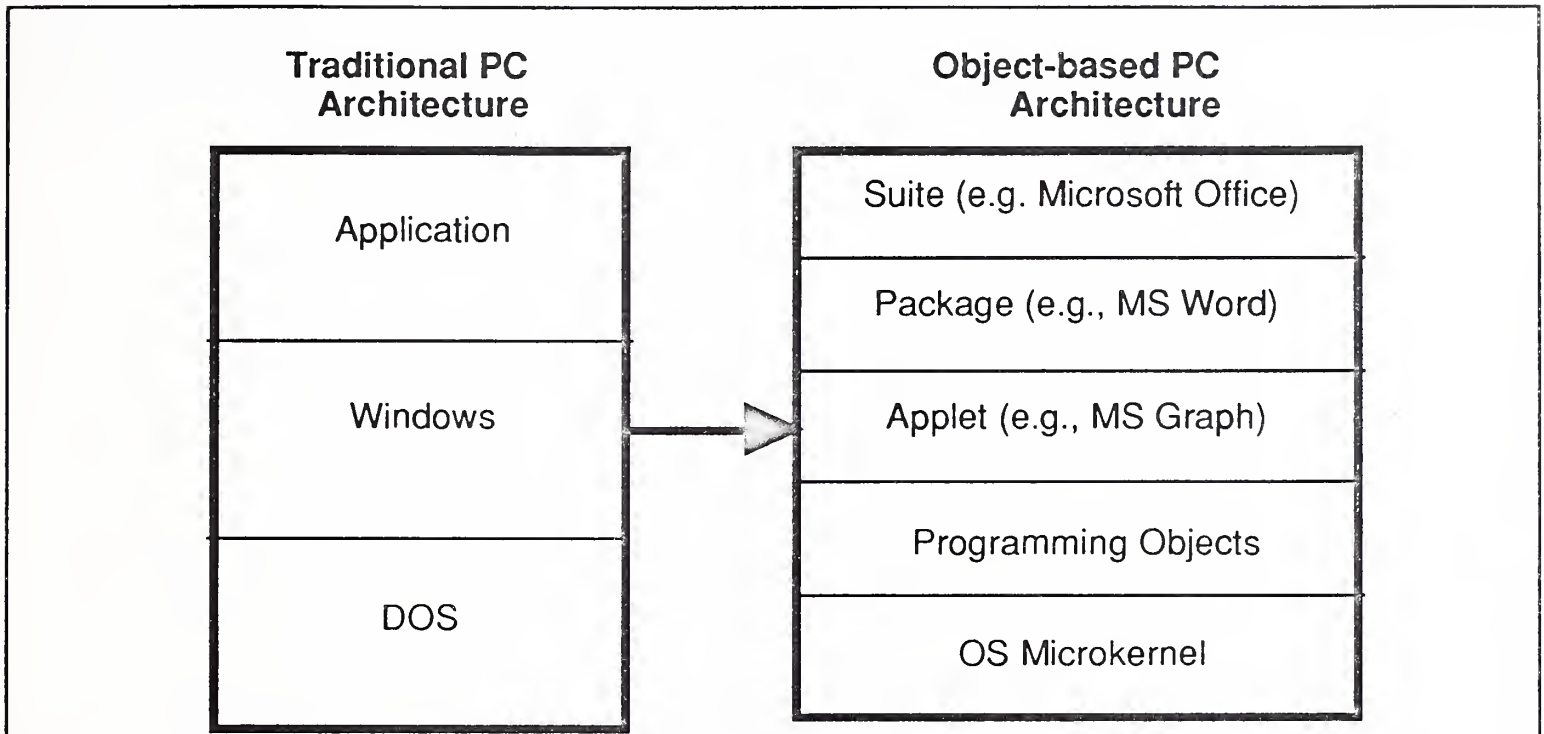 Traditional PC
Architecture
Application
Windows
DOS
Object-based PC
Architecture
Suite (e.g. Microsoft Office)
Package (e.g., MS Word)
Applet (e.g., MS Graph)
Programming Objects
OS Microkernel